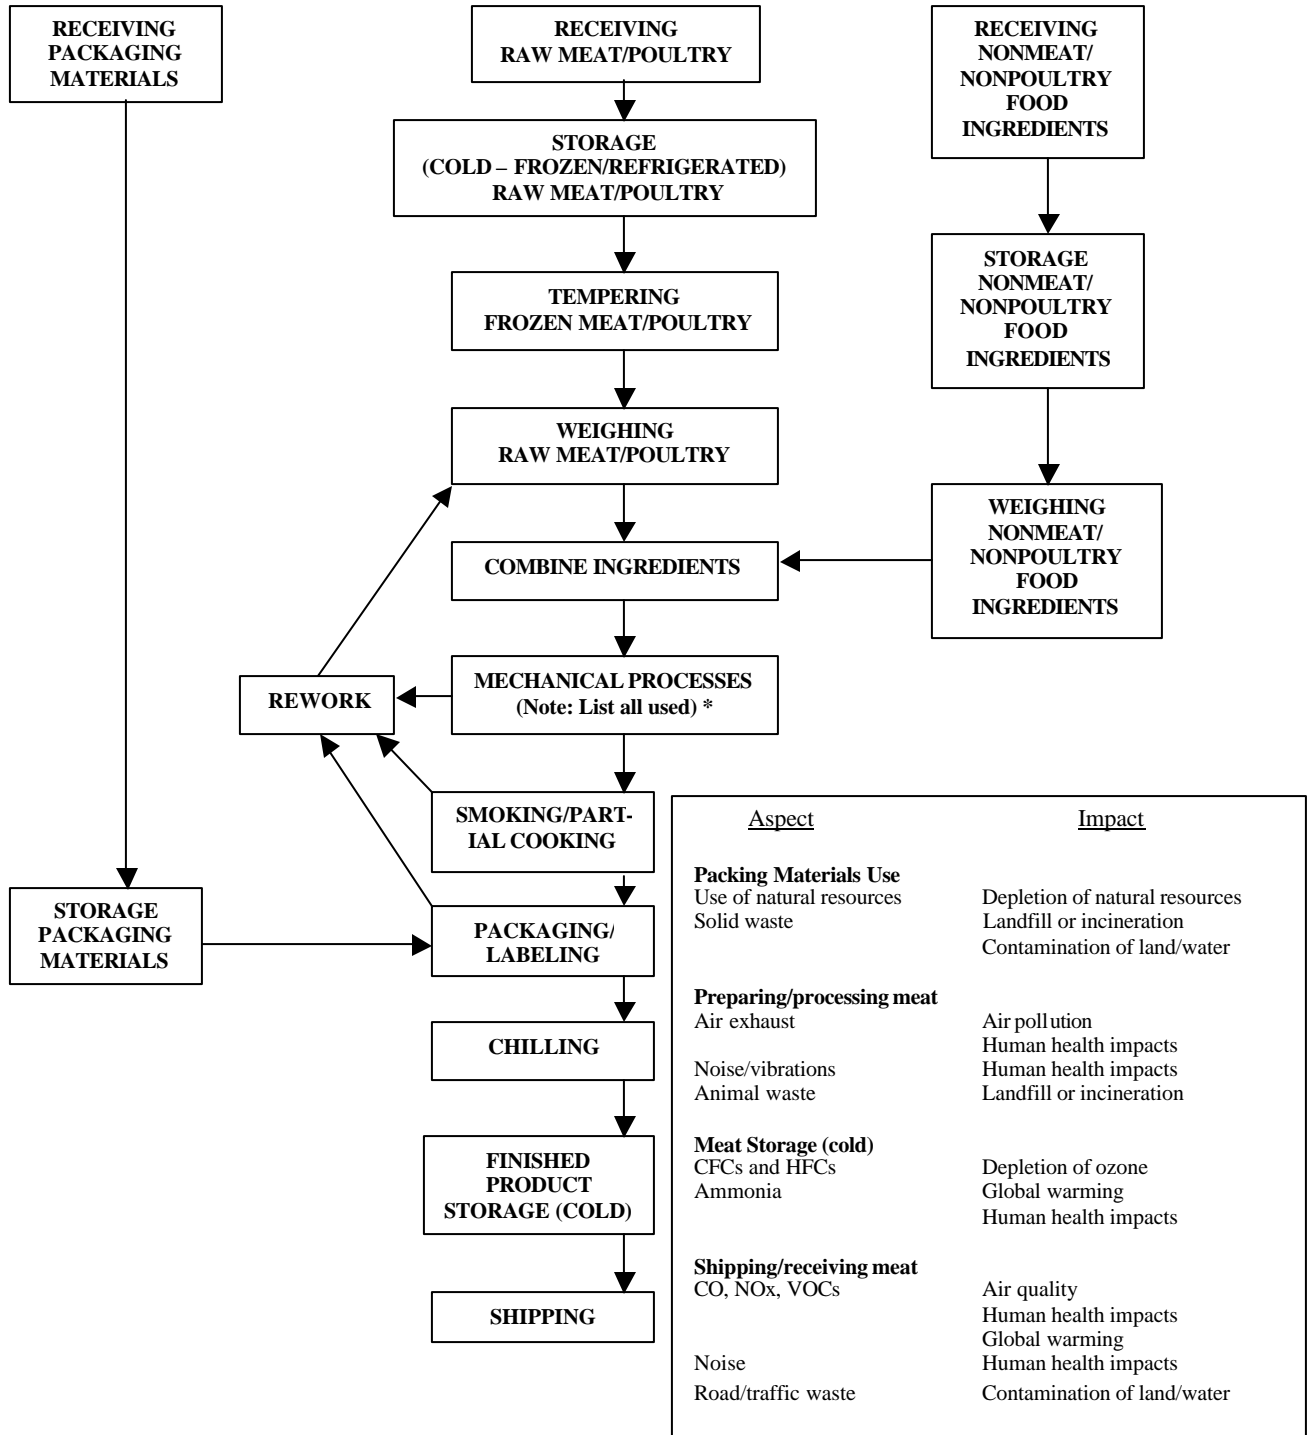 RECEIVING
PACKAGING
MATERIALS
RECEIVING
RAW MEAT/POULTRY
RECEIVING
NONMEAT/
NONPOULTRY
FOOD
INGREDIENTS
STORAGE
(COLD – FROZEN/REFRIGERATED)
RAW MEAT/POULTRY
STORAGE
NONMEAT/
NONPOULTRY
FOOD
INGREDIENTS
TEMPERING
FROZEN MEAT/POULTRY
WEIGHING
RAW MEAT/POULTRY
WEIGHING
NONMEAT/
NONPOULTRY
FOOD
INGREDIENTS
COMBINE INGREDIENTS
MECHANICAL PROCESSES
(Note: List all used) *
REWORK
SMOKING/PART-
IAL COOKING
STORAGE
PACKAGING
MATERIALS
PACKAGING/
LABELING
CHILLING
FINISHED
PRODUCT
STORAGE (COLD)
SHIPPING
Aspect Impact
Packing Materials Use
Use of natural resources Depletion of natural resources
Solid waste Landfill or incineration
Contamination of land/water
Preparing/processing meat
Air exhaust Air pollution
Human health impacts
Noise/vibrations Human health impacts
Animal waste Landfill or incineration
Meat Storage (cold)
CFCs and HFCs Depletion of ozone
Ammonia Global warming
Human health impacts
Shipping/receiving meat
CO, NOx, VOCs Air quality
Human health impacts
Global warming
Noise Human health impacts
Road/traffic waste Contamination of land/water